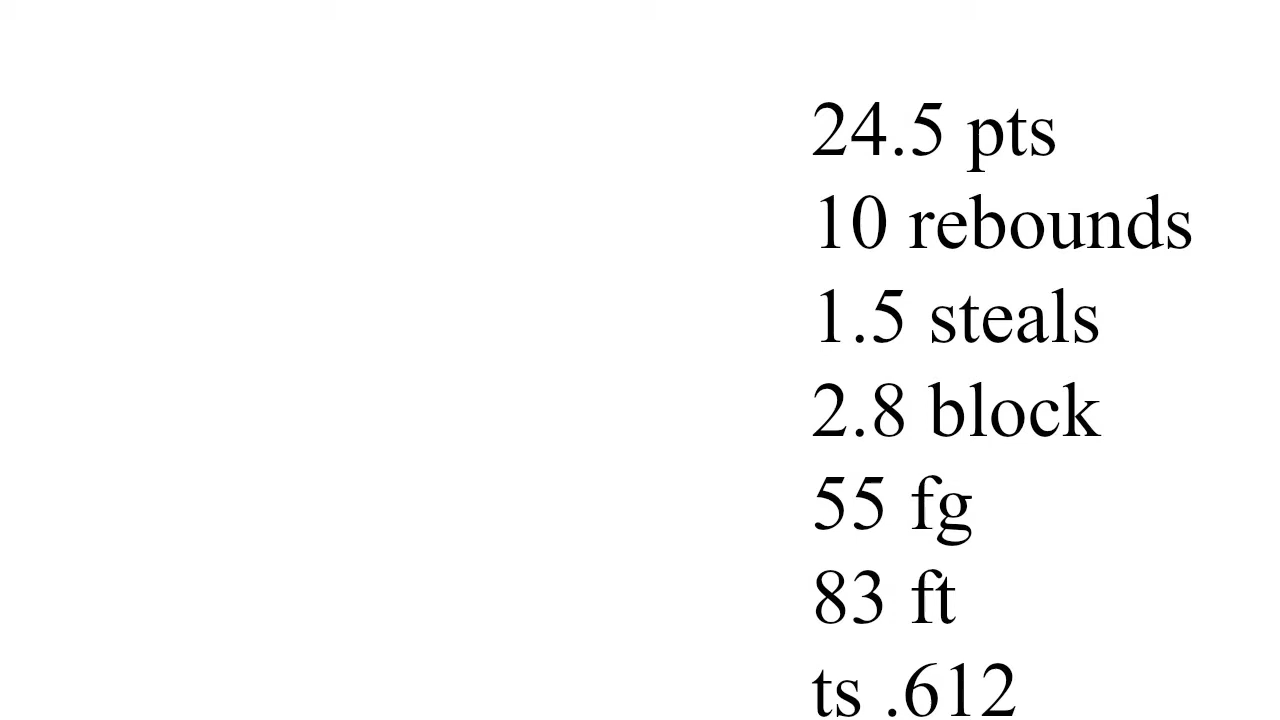 24.5 pts
10 rebounds
1.5 steals
2.8 block
55 fg
83 ft
ts .612